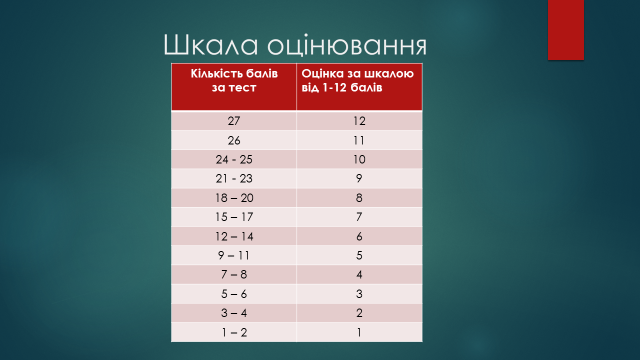 Шкала оцінювання
Кількість балів
за тест
Оцінка за шкалою
від 1-12 балів
27 12
26 11
24 - 25 10
21 - 23 9
18 – 20 8
15 – 17 7
12 – 14 6
9 – 11 5
7 – 8 4
5 – 6 3
3 – 4 2
1 – 2 1